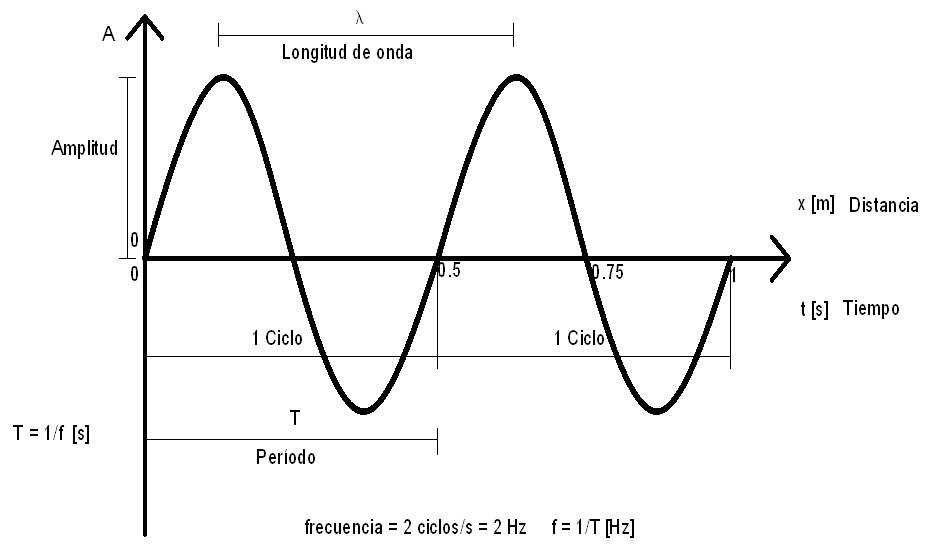 λ
A
Longitud de onda
Amplitud
x [m] Distancia
0
0
0.5
0.75
1
t [s] Tiempo
1 Ciclo
1 Ciclo
T
T = 1/f [s]
Período
frecuencia = 2 ciclos/s = 2 Hz f = 1/T [Hz]